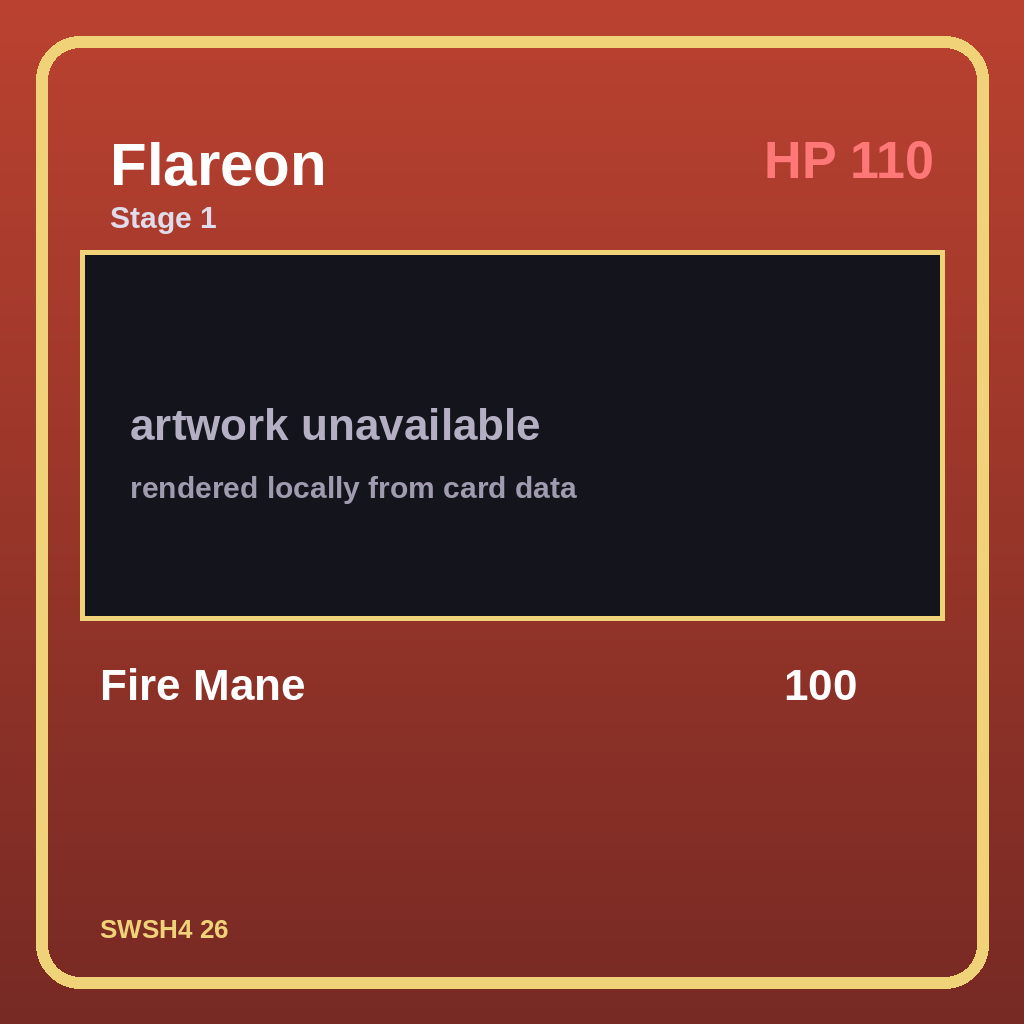 Flareon
HP 110
Stage 1
artwork unavailable
rendered locally from card data
Fire Mane 100
SWSH4 26